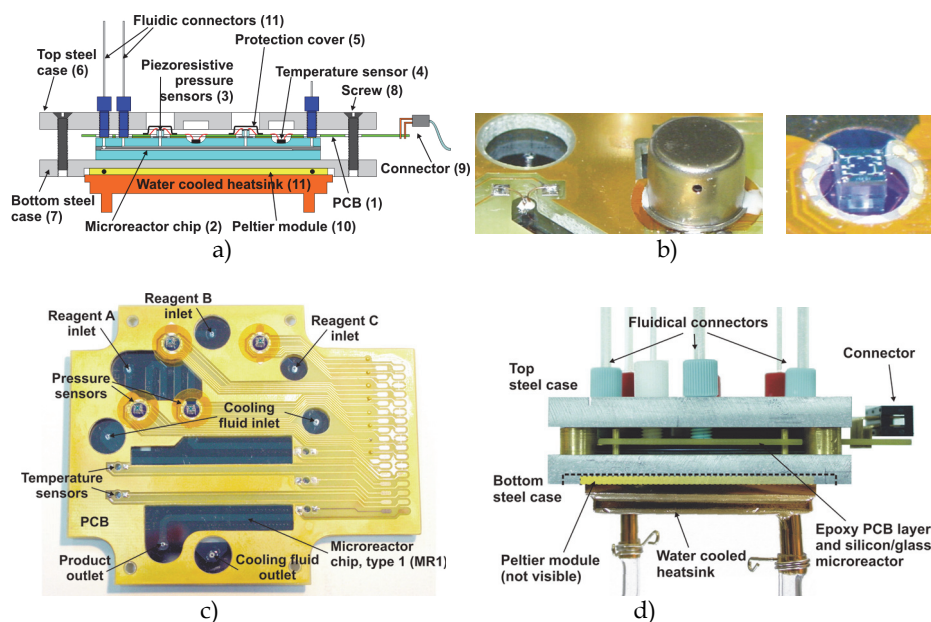 Fluidic connectors (11)
Top steel
case (6)
Piezoresistive
pressure
sensors (3)
Protection cover (5)
Temperature sensor (4)
Screw (8)
Connector (9)
Water cooled heatsink (11)
Bottom steel
case (7)
Microreactor chip (2)
Peltier module (10)
PCB (1)
a)
b)
Reagent A
inlet
Reagent B
inlet
Reagent C
inlet
Pressure
sensors
Cooling
fluid inlet
Temperature
sensors
PCB
Product
outlet
Cooling fluid
outlet
Microreactor
chip, type 1 (MR1)
c)
Fluidical connectors
Connector
Top
steel case
Bottom
steel case
Peltier module
(not visible)
Water cooled
heatsink
Epoxy PCB layer
and silicon/glass
microreactor
d)